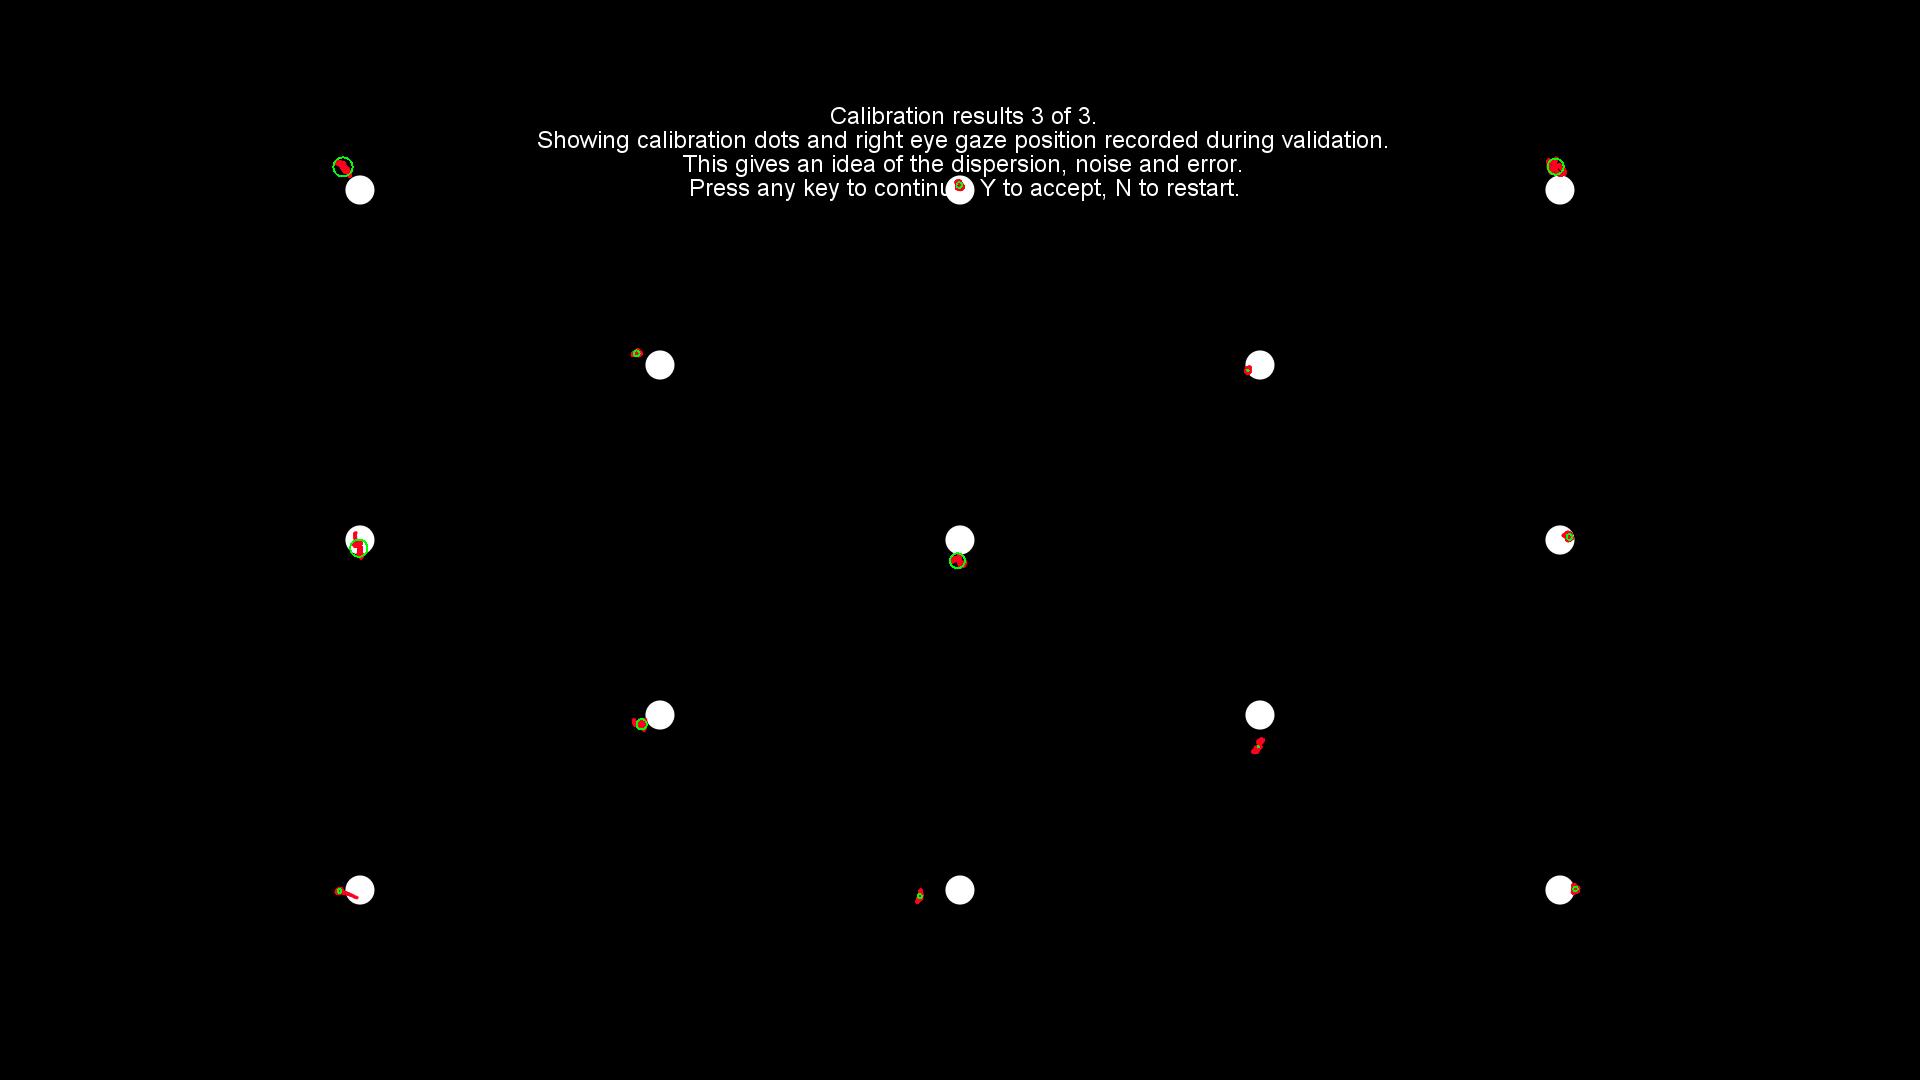 Calibration results 3 of 3.
Showing calibration dots and right eye gaze position recorded during validation.
This gives an idea of the dispersion, noise and error.
Press any key to continu Y to accept, N to restart.